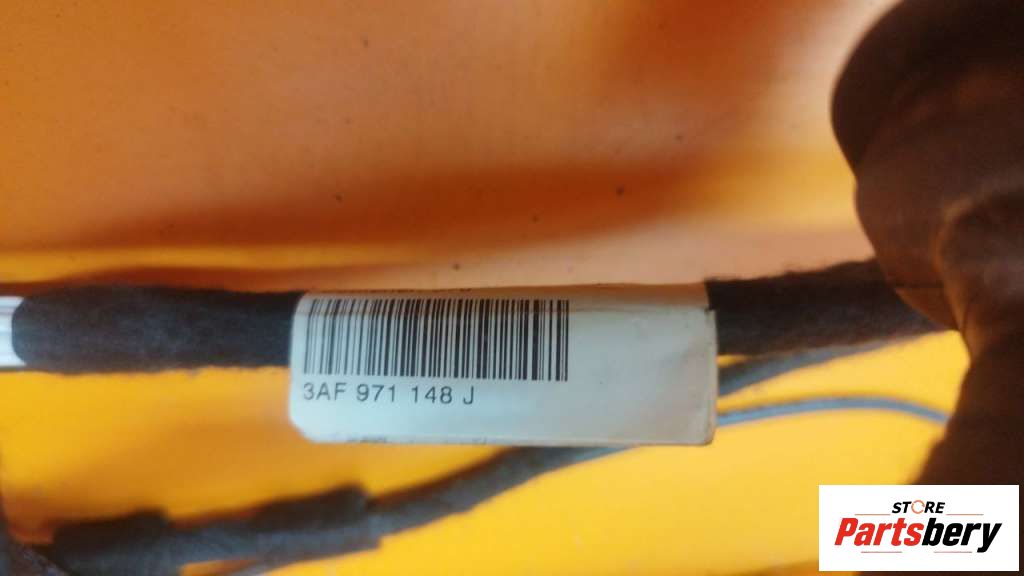 3AF 971 148 J
STORE
Partsbery